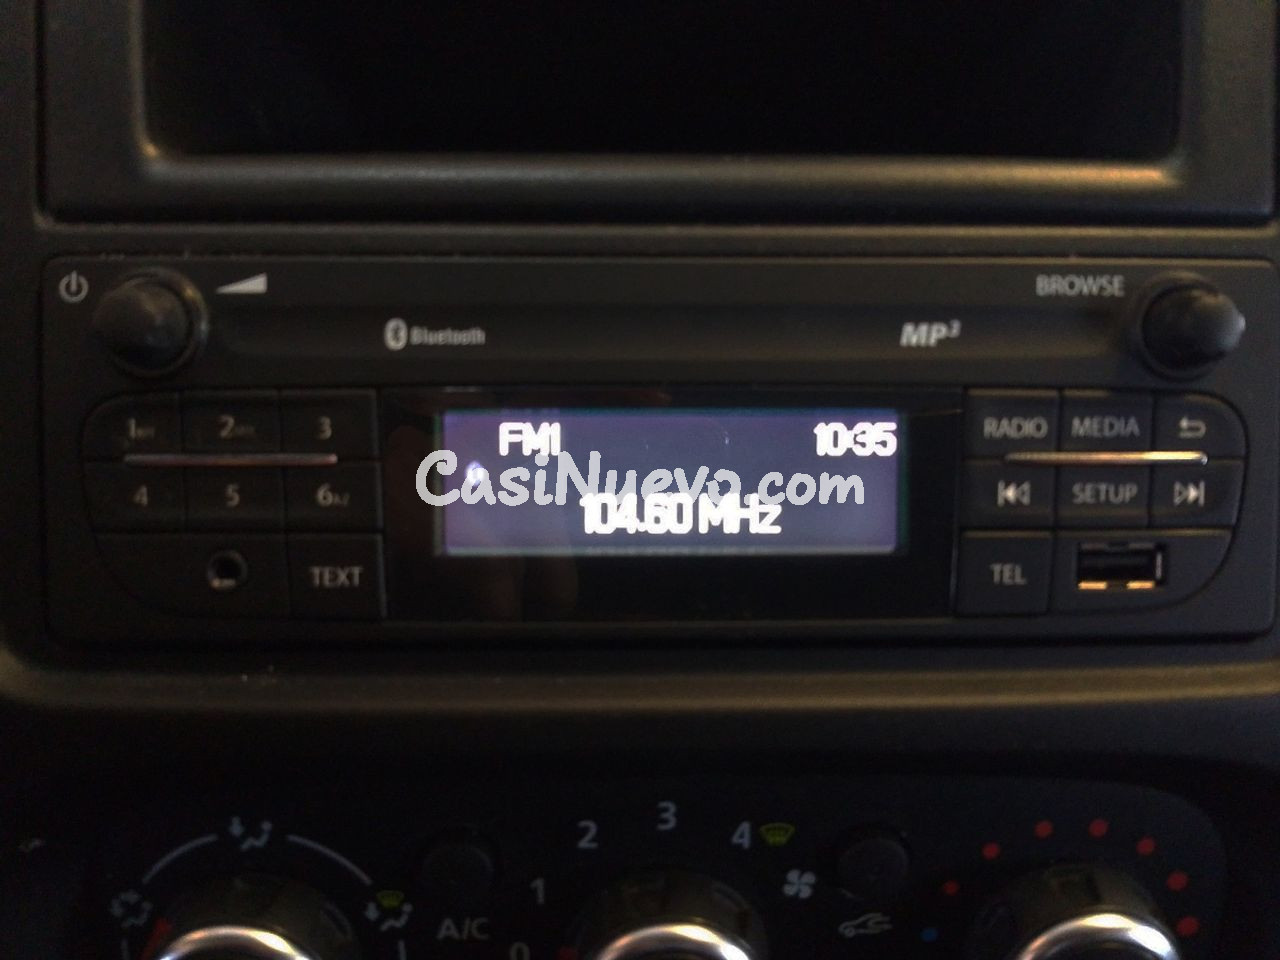 BROWSE
Bluetooth
MP3
1
2
3
FM1
10:35
RADIO
MEDIA
CasiNuevo.com
4
5
6
104.60 MHz
SETUP
TEXT
TEL
1
2
3
4
A/C
0